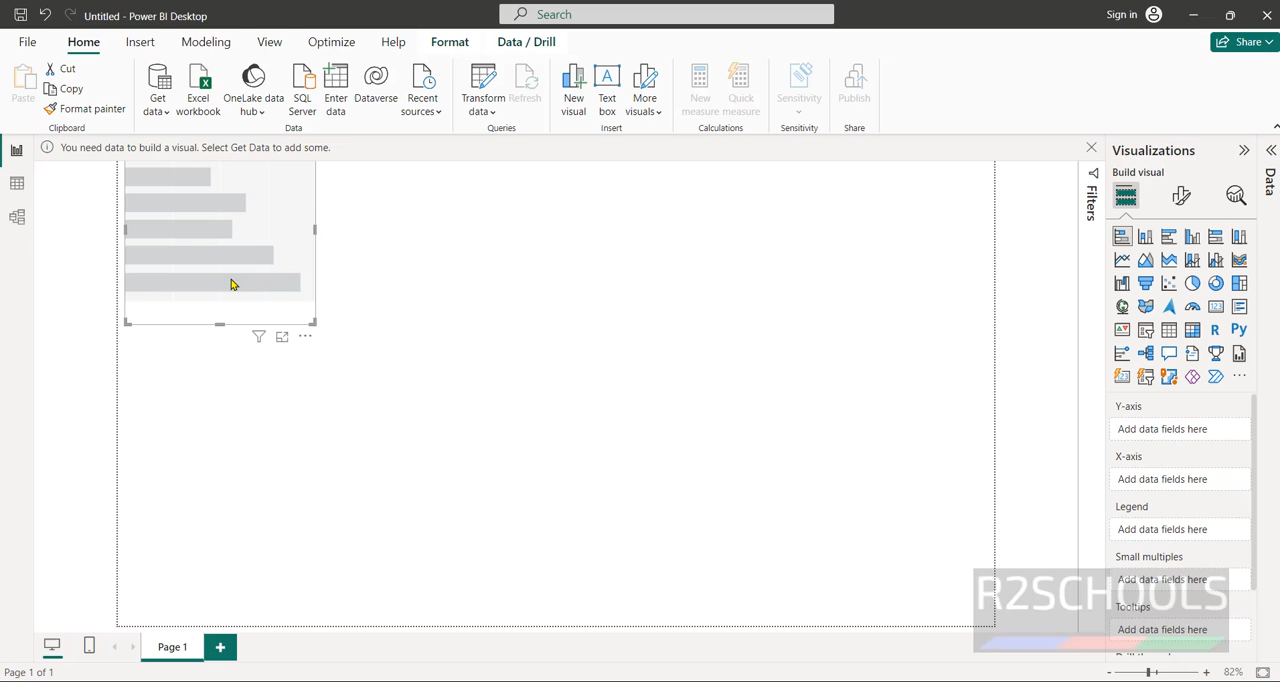 Untitled - Power BI Desktop
Search
Sign in
File
Home
Insert
Modeling
View
Optimize
Help
Format
Data / Drill
Share
Paste
Cut
Copy
Format painter
Clipboard
Get data
Excel workbook
OneLake data hub
SQL Server
Enter data
Dataverse
Recent sources
Data
Transform data
Refresh
Queries
New visual
Text box
More visuals
Insert
New measure
Quick measure
Calculations
Sensitivity
Sensitivity
Publish
Share
You need data to build a visual. Select Get Data to add some.
Filters
Visualizations
Build visual
Data
R
Py
123
Y-axis
Add data fields here
X-axis
Add data fields here
Legend
Add data fields here
Small multiples
Add data fields here
Tooltips
Add data fields here
R2SCHOOLS
Page 1
Page 1 of 1
82%